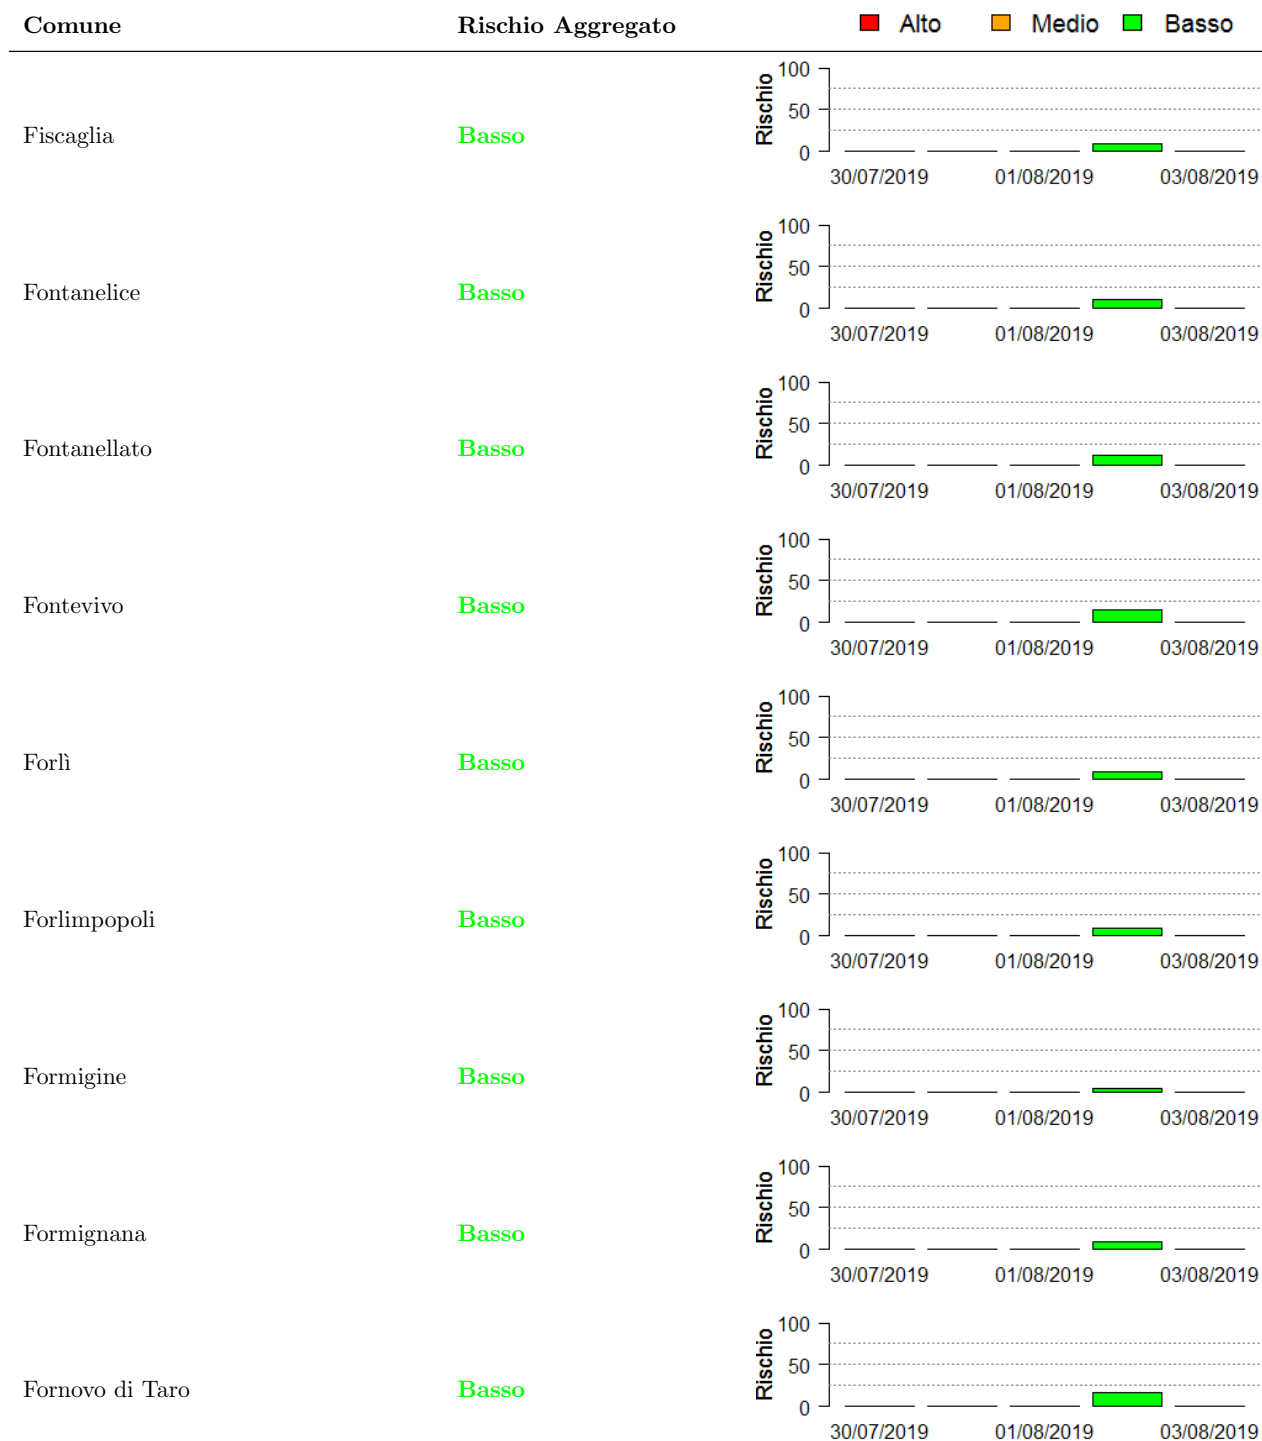 Comune Rischio Aggregato Alto Medio Basso
100
50
0
Rischio
Fiscaglia Basso
30/07/2019 01/08/2019 03/08/2019
100
50
0
Rischio
Fontanelice Basso
30/07/2019 01/08/2019 03/08/2019
100
50
0
Rischio
Fontanellato Basso
30/07/2019 01/08/2019 03/08/2019
100
50
0
Rischio
Fontevivo Basso
30/07/2019 01/08/2019 03/08/2019
100
50
0
Rischio
Forlì Basso
30/07/2019 01/08/2019 03/08/2019
100
50
0
Rischio
Forlimpopoli Basso
30/07/2019 01/08/2019 03/08/2019
100
50
0
Rischio
Formigine Basso
30/07/2019 01/08/2019 03/08/2019
100
50
0
Rischio
Formignana Basso
30/07/2019 01/08/2019 03/08/2019
100
50
0
Rischio
Fornovo di Taro Basso
30/07/2019 01/08/2019 03/08/2019